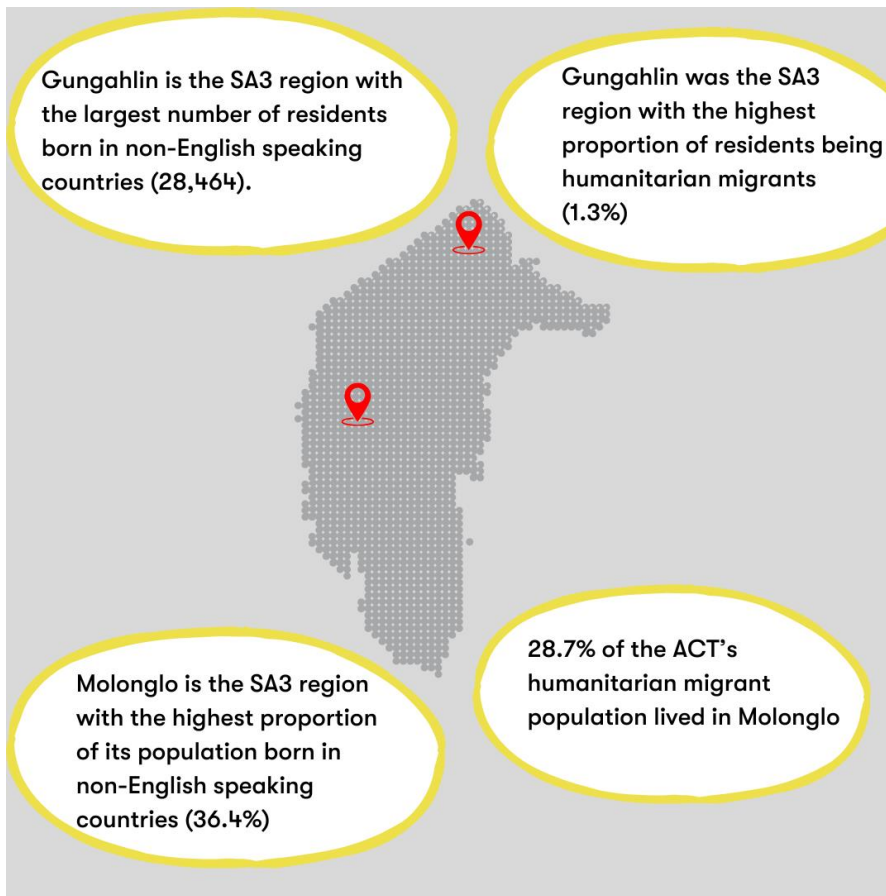 Gungahlin is the SA3 region with
the largest number of residents
born in non-English speaking
countries (28,464).
Gungahlin was the SA3
region with the highest
proportion of residents being
humanitarian migrants
(1.3%)
Molonglo is the SA3 region
with the highest proportion
of its population born in
non-English speaking
countries (36.4%)
28.7% of the ACT’s
humanitarian migrant
population lived in Molonglo